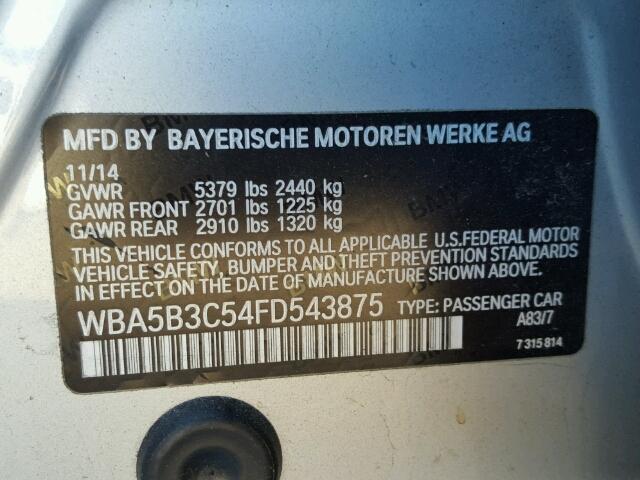 MFD BY BAYERISCHE MOTOREN WERKE AG
11/14
GVWR 5379 lbs 2440 kg
GAWR FRONT 2701 lbs 1225 kg
GAWR REAR 2910 lbs 1320 kg
THIS VEHICLE CONFORMS TO ALL APPLICABLE U.S.FEDERAL MOTOR
VEHICLE SAFETY, BUMPER AND THEFT PREVENTION STANDARDS
IN EFFECT ON THE DATE OF MANUFACTURE SHOWN ABOVE.
WBA5B3C54FD543875 TYPE: PASSENGER CAR
A83/7
7 315 814